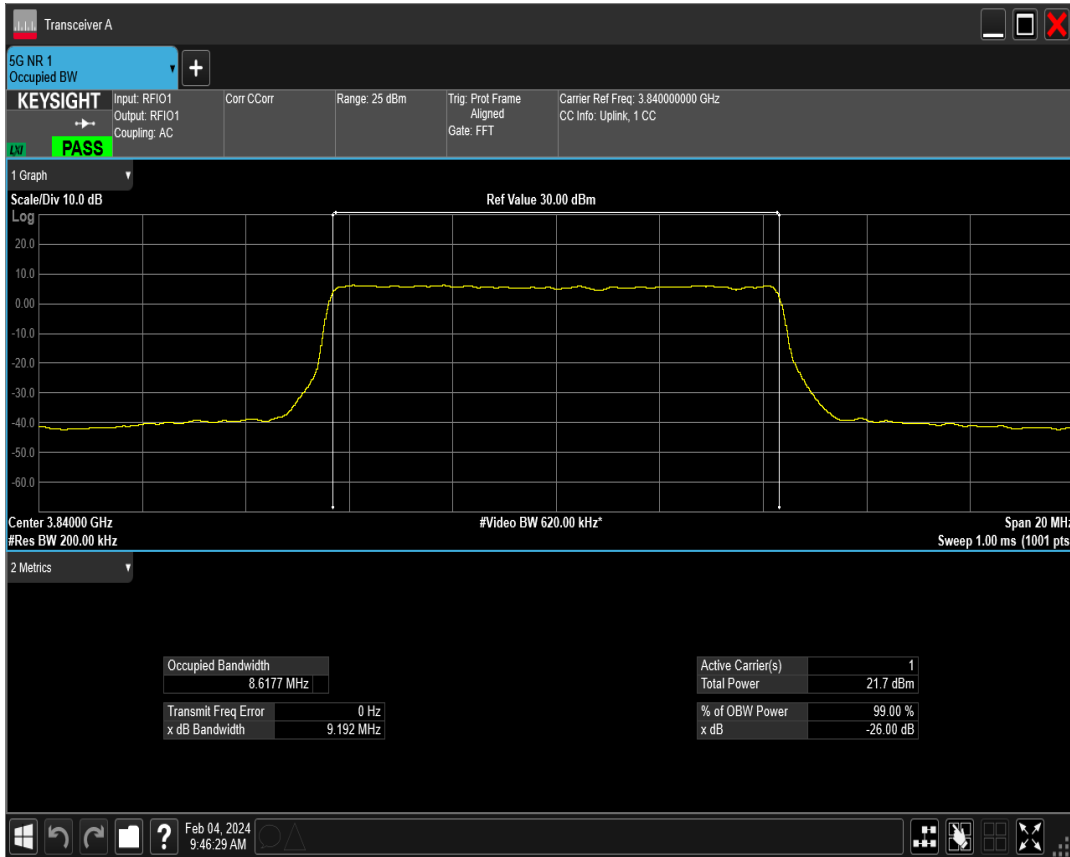 Transceiver A
5G NR 1
Occupied BW
KEYSIGHT
Input: RFIO1
Output: RFIO1
Coupling: AC
Corr CCorr
Range: 25 dBm
Trig: Prot Frame
Aligned
Gate: FFT
Carrier Ref Freq: 3.840000000 GHz
CC Info: Uplink, 1 CC
LXI
PASS
1 Graph
Scale/Div 10.0 dB
Ref Value 30.00 dBm
Log
20.0
10.0
0.00
-10.0
-20.0
-30.0
-40.0
-50.0
-60.0
Center 3.84000 GHz
#Video BW 620.00 kHz*
Span 20 MHz
#Res BW 200.00 kHz
Sweep 1.00 ms (1001 pts
2 Metrics
Occupied Bandwidth
8.6177 MHz
Transmit Freq Error 0 Hz
x dB Bandwidth 9.192 MHz
Active Carrier(s) 1
Total Power 21.7 dBm
% of OBW Power 99.00 %
x dB -26.00 dB
?
Feb 04, 2024
9:46:29 AM